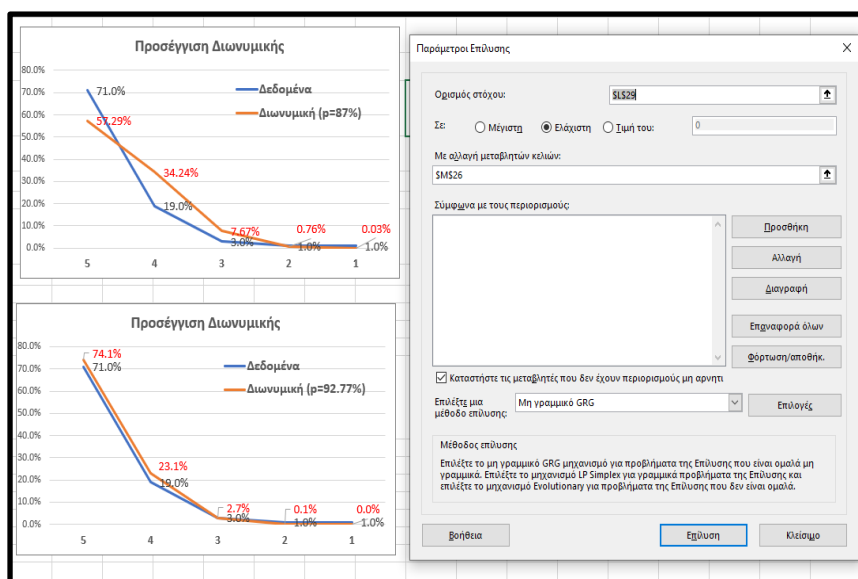 Προσέγγιση Διωνυμικής
80.0%
70.0%
60.0%
50.0%
40.0%
30.0%
20.0%
10.0%
0.0%
71.0%
57.29%
34.24%
19.0%
7.67%
3.0%
0.76%
1.0%
0.03%
1.0%
Δεδομένα
Διωνυμική (p=87%)
5 4 3 2 1
Προσέγγιση Διωνυμικής
80.0%
70.0%
60.0%
50.0%
40.0%
30.0%
20.0%
10.0%
0.0%
74.1%
71.0%
23.1%
19.0%
2.7%
3.0%
0.1%
1.0%
0.0%
1.0%
Δεδομένα
Διωνυμική (p=92.77%)
5 4 3 2 1
Παράμετροι Επίλυσης
Ορισμός στόχου: $L$29
Σε: Μέγιστη Ελάχιστη Τιμή του: 0
Με αλλαγή μεταβλητών κελιών:
$M$26
Σύμφωνα με τους περιορισμούς:
Προσθήκη
Αλλαγή
Διαγραφή
Επαναφορά όλων
Φόρτωση/αποθήκ.
Καταστήστε τις μεταβλητές που δεν έχουν περιορισμούς μη αρνητι
Επιλέξτε μια
μέθοδο επίλυσης:
Μη γραμμικό GRG
Επιλογές
Μέθοδος επίλυσης
Επιλέξτε το μη γραμμικό GRG μηχανισμό για προβλήματα της Επίλυσης που είναι ομαλά μη
γραμμικά. Επιλέξτε το μηχανισμό LP Simplex για γραμμικά προβλήματα της Επίλυσης και
επιλέξτε το μηχανισμό Evolutionary για προβλήματα της Επίλυσης που δεν είναι ομαλά.
Βοήθεια
Επίλυση
Κλείσιμο